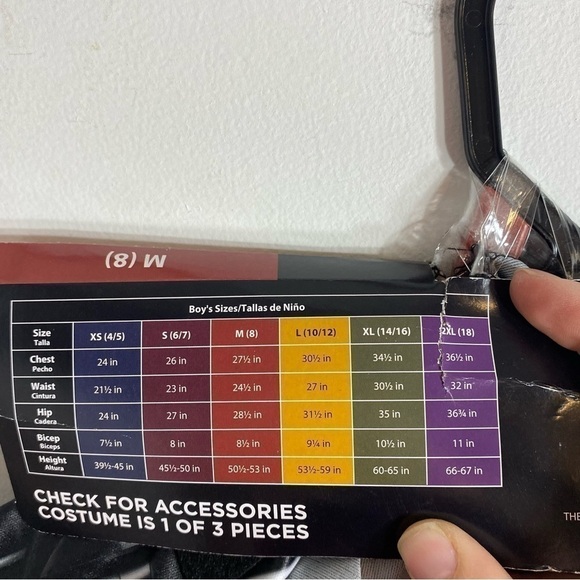 M (8)
Boy's Sizes/Tallas de Niño
Size XS (4/5) S (6/7) M (8) L (10/12) XL (14/16) 2XL (18)
Talla
Chest 24 in 26 in 27½ in 30½ in 34½ in 36½ in
Pecho
Waist 21½ in 23 in 24½ in 27 in 30½ in 32 in
Cintura
Hip 24 in 27 in 28½ in 31½ in 35 in 36¾ in
Cadera
Bicep 7½ in 8 in 8½ in 9¼ in 10½ in 11 in
Biceps
Height 39½-45 in 45½-50 in 50½-53 in 53½-59 in 60-65 in 66-67 in
Altura
CHECK FOR ACCESSORIES
COSTUME IS 1 OF 3 PIECES
THE